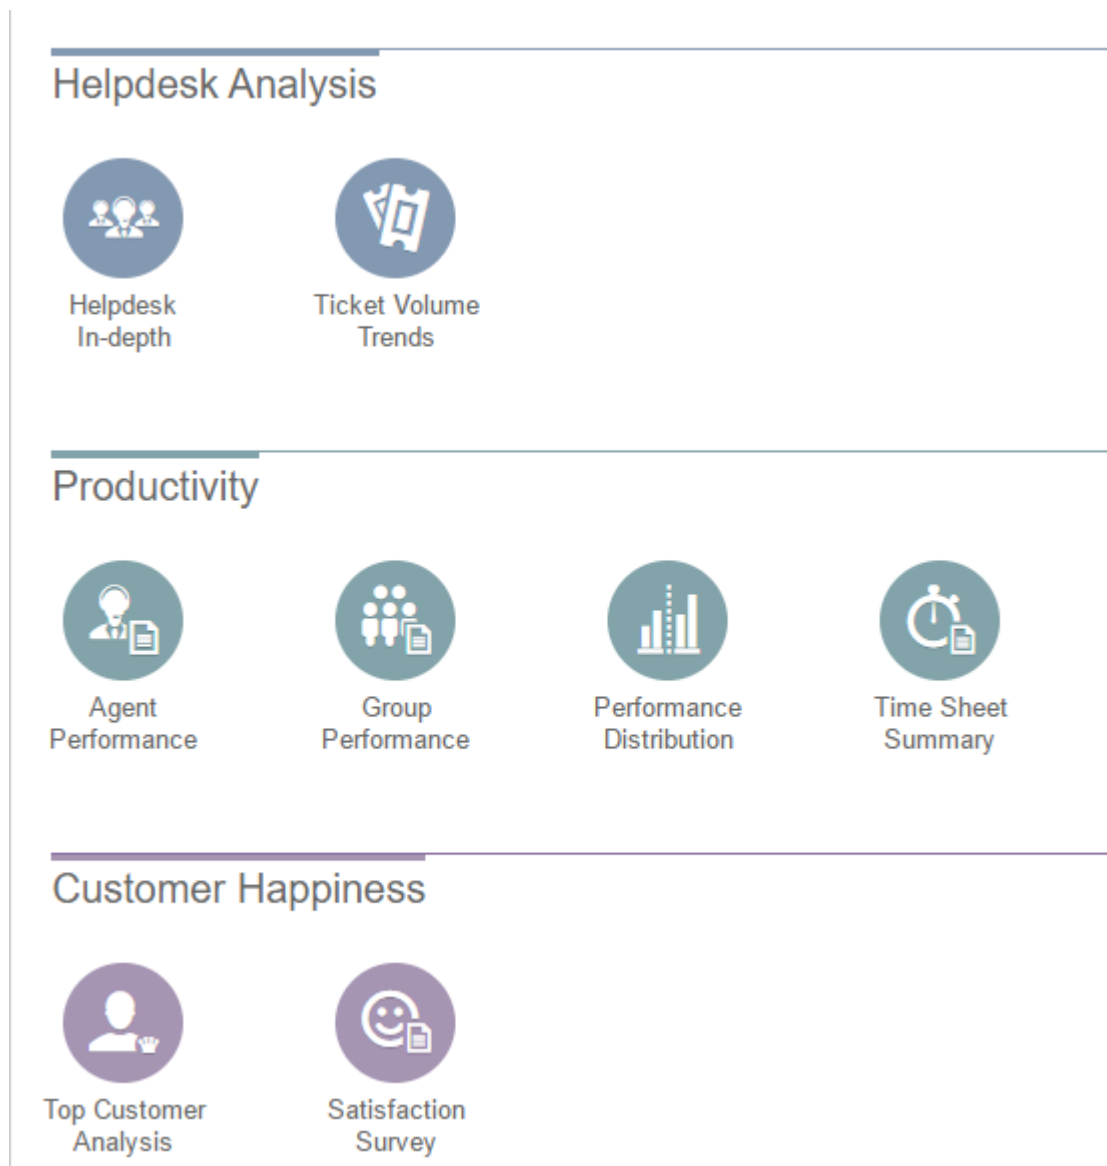 Helpdesk Analysis
Helpdesk
In-depth
Ticket Volume
Trends
Productivity
Agent
Performance
Group
Performance
Performance
Distribution
Time Sheet
Summary
Customer Happiness
Top Customer
Analysis
Satisfaction
Survey